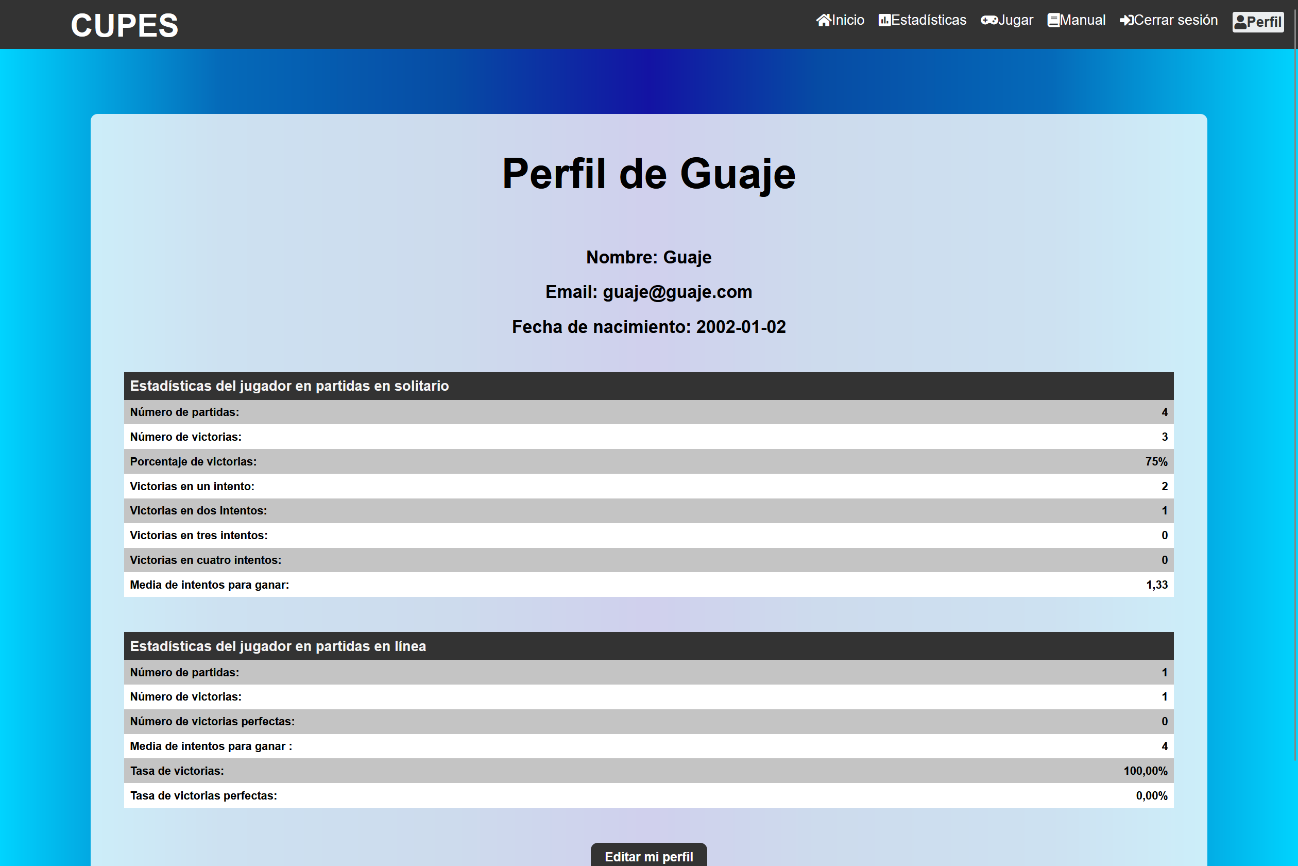 CUPES
Inicio Estadísticas Jugar Manual Cerrar sesión Perfil
Perfil de Guaje
Nombre: Guaje
Email: guaje@guaje.com
Fecha de nacimiento: 2002-01-02
Estadísticas del jugador en partidas en solitario
Número de partidas: 4
Número de victorias: 3
Porcentaje de victorias: 75%
Victorias en un intento: 2
Victorias en dos intentos: 1
Victorias en tres intentos: 0
Victorias en cuatro intentos: 0
Media de intentos para ganar: 1,33
Estadísticas del jugador en partidas en línea
Número de partidas: 1
Número de victorias: 1
Número de victorias perfectas: 0
Media de intentos para ganar : 4
Tasa de victorias: 100,00%
Tasa de victorias perfectas: 0,00%
Editar mi perfil